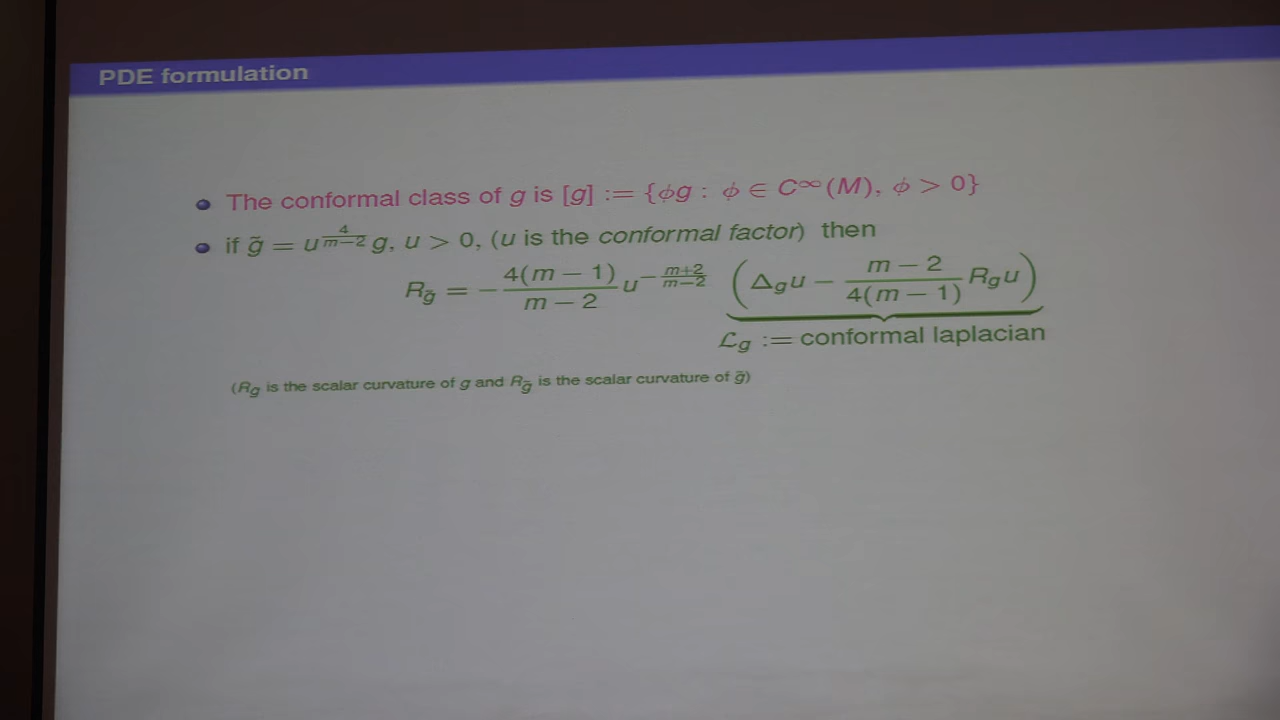 PDE formulation
• The conformal class of g is [g] := {ϕg : ϕ ∈ C^∞(M), ϕ > 0}
• if g̃ = u^{4/(m−2)} g, u > 0, (u is the conformal factor) then
R_g̃ = − 4(m − 1)/(m − 2) u^{−(m+2)/(m−2)} (Δ_g u − (m − 2)/(4(m − 1)) R_g u)
ℒ_g := conformal laplacian
(R_g is the scalar curvature of g and R_g̃ is the scalar curvature of g̃)